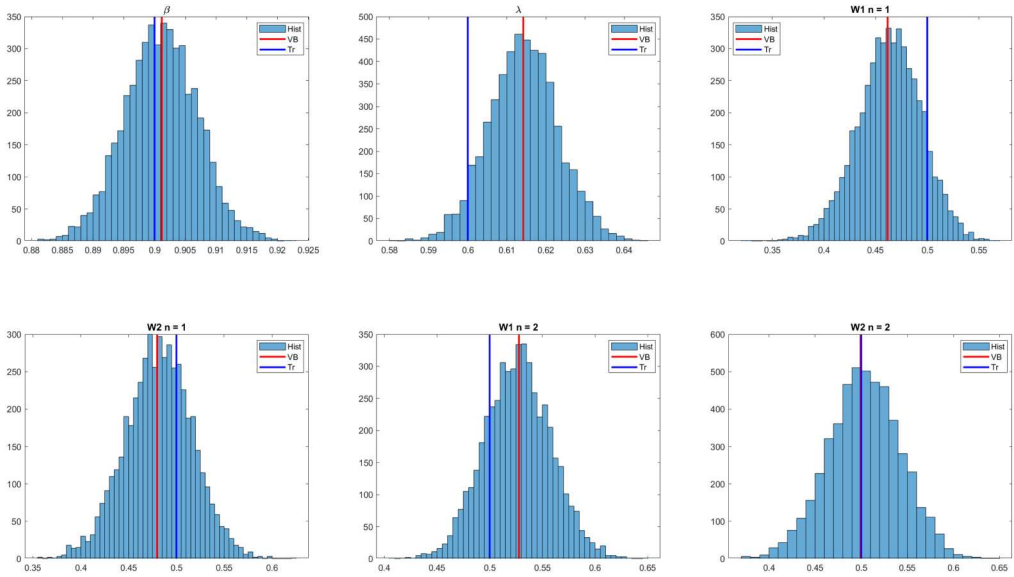 β
350
300
250
200
150
100
50
0
0.88 0.885 0.89 0.895 0.9 0.905 0.91 0.915 0.92 0.925
Hist
VB
Tr
λ
500
450
400
350
300
250
200
150
100
50
0
0.58 0.59 0.6 0.61 0.62 0.63 0.64
Hist
VB
Tr
W1 n = 1
350
300
250
200
150
100
50
0
0.35 0.4 0.45 0.5 0.55
Hist
VB
Tr
W2 n = 1
300
250
200
150
100
50
0
0.35 0.4 0.45 0.5 0.55 0.6
Hist
VB
Tr
W1 n = 2
350
300
250
200
150
100
50
0
0.4 0.45 0.5 0.55 0.6 0.65
Hist
VB
Tr
W2 n = 2
600
500
400
300
200
100
0
0.4 0.45 0.5 0.55 0.6 0.65
Hist
VB
Tr